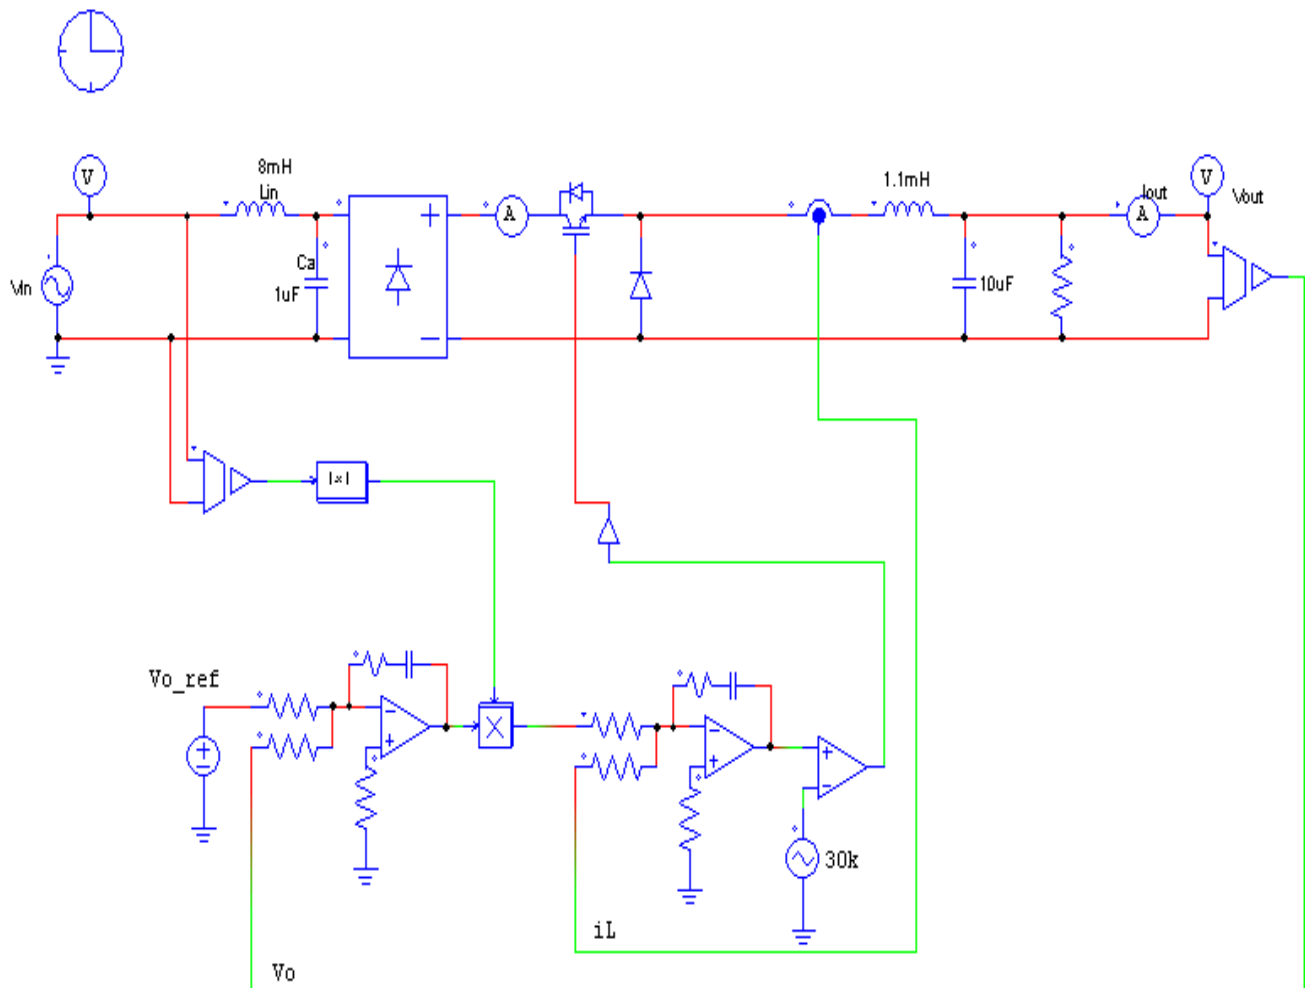 8mH
Lin
V
1.1mH
Iout
V
Vout
A
A
Vin
Ca
1uF
10uF
|x|
Vo_ref
X
30k
iL
Vo